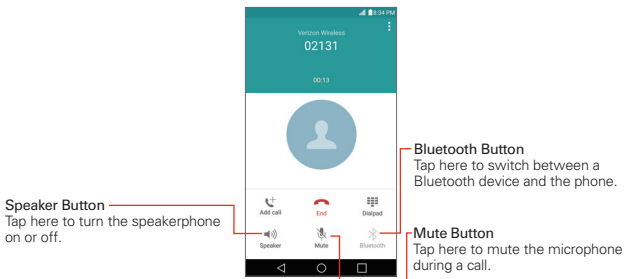 8:34 PM
Verizon Wireless
02131
00:13
Add call
End
Dialpad
Speaker
Mute
Bluetooth
Speaker Button
Tap here to turn the speakerphone
on or off.
Bluetooth Button
Tap here to switch between a
Bluetooth device and the phone.
Mute Button
Tap here to mute the microphone
during a call.